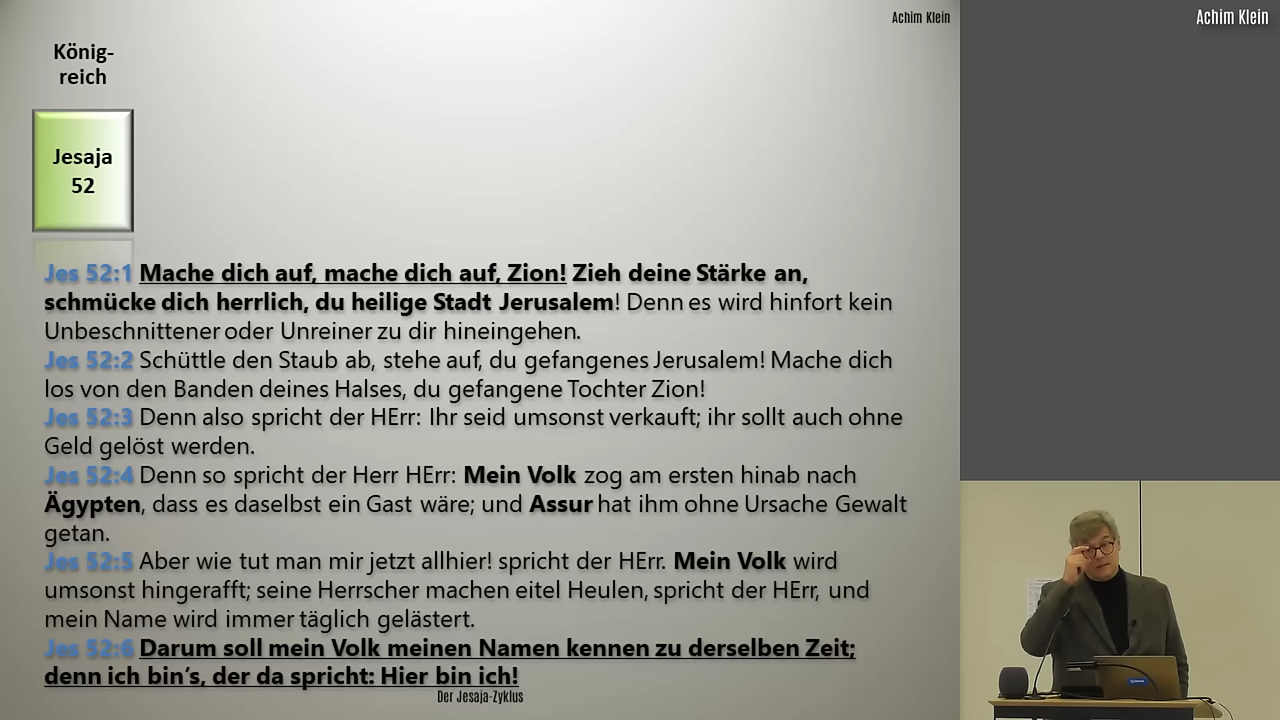 Achim Klein
Achim Klein
König-
reich
Jesaja
52
Jes 52:1 Mache dich auf, mache dich auf, Zion! Zieh deine Stärke an,
schmücke dich herrlich, du heilige Stadt Jerusalem! Denn es wird hinfort kein
Unbeschnittener oder Unreiner zu dir hineingehen.
Jes 52:2 Schüttle den Staub ab, stehe auf, du gefangenes Jerusalem! Mache dich
los von den Banden deines Halses, du gefangene Tochter Zion!
Jes 52:3 Denn also spricht der HErr: Ihr seid umsonst verkauft; ihr sollt auch ohne
Geld gelöst werden.
Jes 52:4 Denn so spricht der Herr HErr: Mein Volk zog am ersten hinab nach
Ägypten, dass es daselbst ein Gast wäre; und Assur hat ihm ohne Ursache Gewalt
getan.
Jes 52:5 Aber wie tut man mir jetzt allhier! spricht der HErr. Mein Volk wird
umsonst hingerafft; seine Herrscher machen eitel Heulen, spricht der HErr, und
mein Name wird immer täglich gelästert.
Jes 52:6 Darum soll mein Volk meinen Namen kennen zu derselben Zeit;
denn ich bin's, der da spricht: Hier bin ich!
Der Jesaja-Zyklus